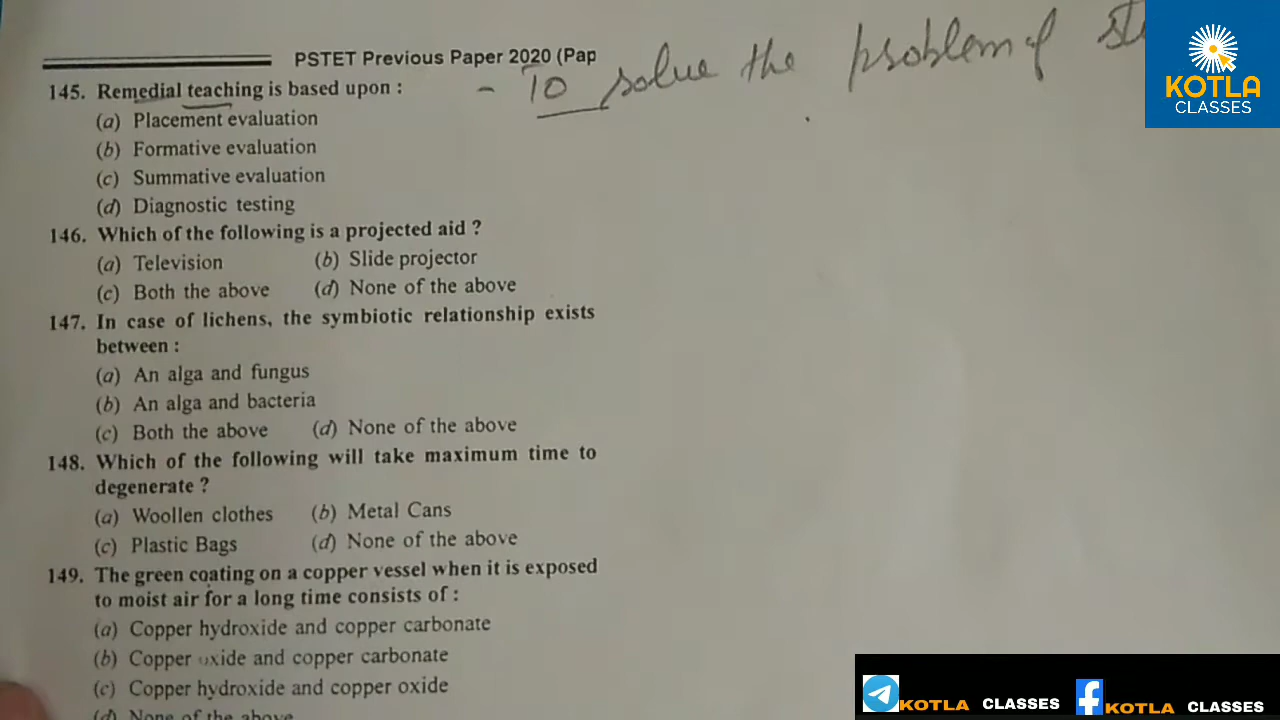 PSTET Previous Paper 2020 (Pap
- To solve the problem of
KOTLA
CLASSES
145. Remedial teaching is based upon :
(a) Placement evaluation
(b) Formative evaluation
(c) Summative evaluation
(d) Diagnostic testing
146. Which of the following is a projected aid ?
(a) Television (b) Slide projector
(c) Both the above (d) None of the above
147. In case of lichens, the symbiotic relationship exists
between :
(a) An alga and fungus
(b) An alga and bacteria
(c) Both the above (d) None of the above
148. Which of the following will take maximum time to
degenerate ?
(a) Woollen clothes (b) Metal Cans
(c) Plastic Bags (d) None of the above
149. The green coating on a copper vessel when it is exposed
to moist air for a long time consists of :
(a) Copper hydroxide and copper carbonate
(b) Copper oxide and copper carbonate
(c) Copper hydroxide and copper oxide
(d) None of the above
KOTLA CLASSES KOTLA CLASSES